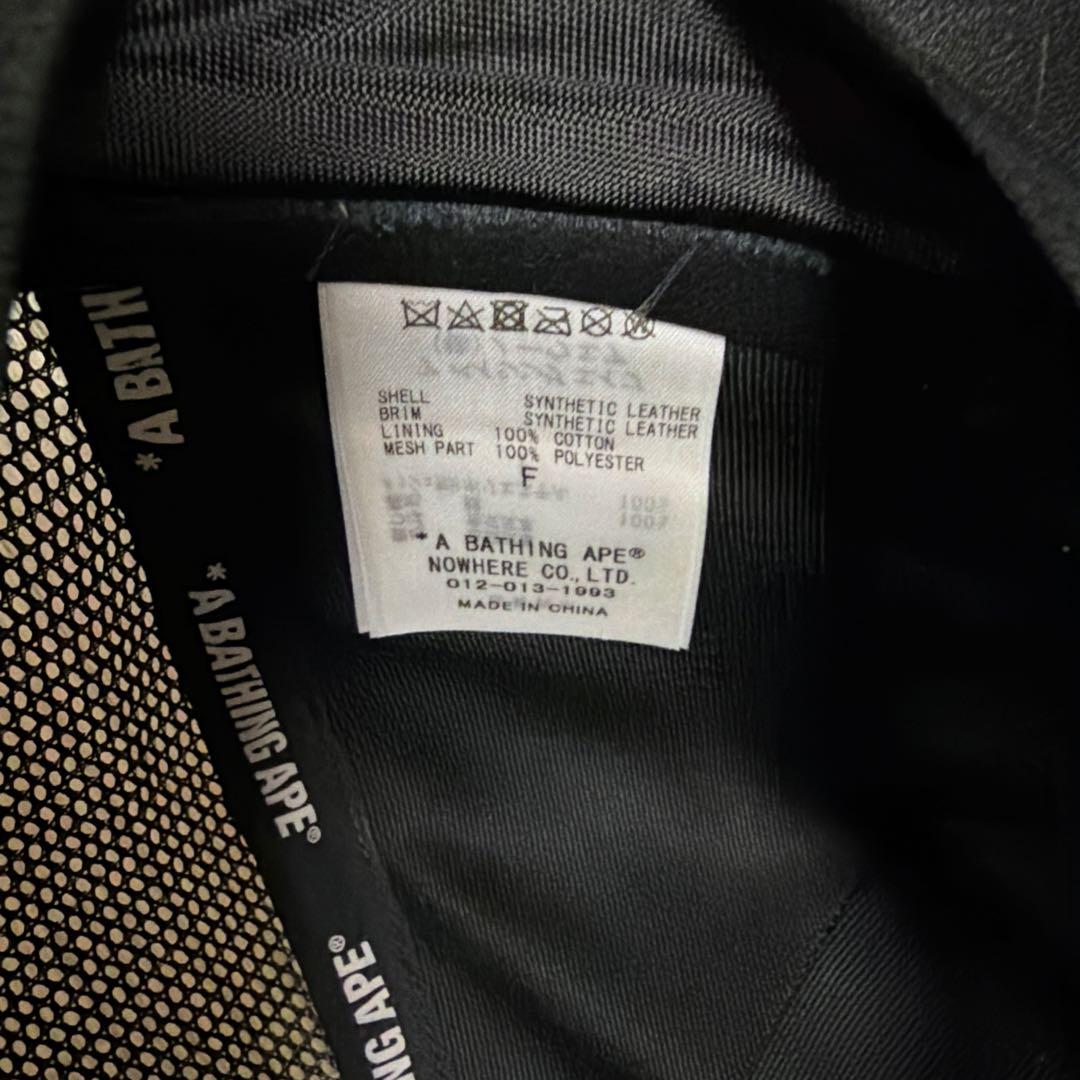 SHELL SYNTHETIC LEATHER
BRIM SYNTHETIC LEATHER
LINING 100% COTTON
MESH PART 100% POLYESTER
F
*A BATHING APE®
NOWHERE CO.,LTD.
012-013-1993
MADE IN CHINA
*A BATH
*A BATHING APE®
NG APE®